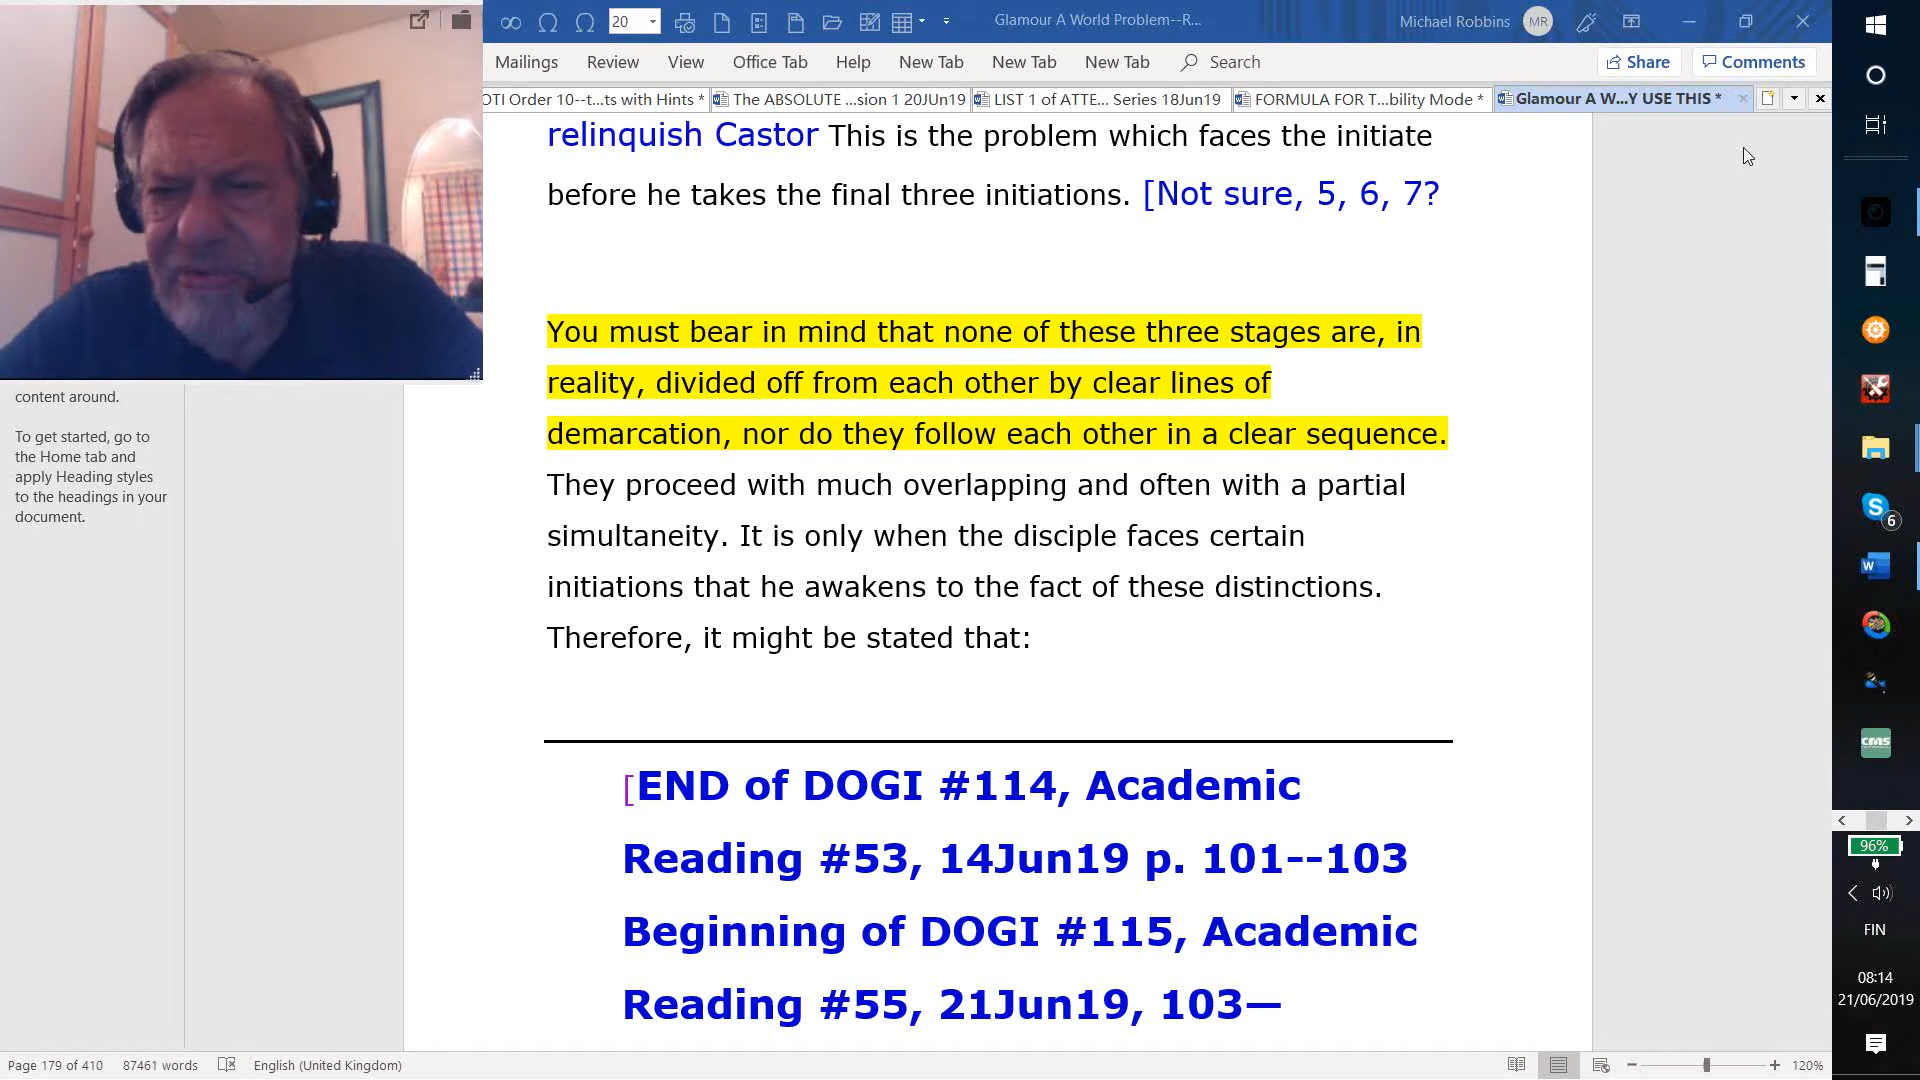 20
Glamour A World Problem--R...
Michael Robbins
MR
Mailings
Review
View
Office Tab
Help
New Tab
New Tab
New Tab
Search
Share
Comments
OTI Order 10--t...ts with Hints *
The ABSOLUTE ...sion 1 20JUn19
LIST 1 of ATTE... Series 18Jun19
FORMULA FOR T...bility Mode *
Glamour A W...Y USE THIS *
relinquish Castor This is the problem which faces the initiate
before he takes the final three initiations. [Not sure, 5, 6, 7?
You must bear in mind that none of these three stages are, in
reality, divided off from each other by clear lines of
demarcation, nor do they follow each other in a clear sequence.
They proceed with much overlapping and often with a partial
simultaneity. It is only when the disciple faces certain
initiations that he awakens to the fact of these distinctions.
Therefore, it might be stated that:
[END of DOGI #114, Academic
Reading #53, 14Jun19 p. 101--103
Beginning of DOGI #115, Academic
Reading #55, 21Jun19, 103—
content around.
To get started, go to
the Home tab and
apply Heading styles
to the headings in your
document.
S
6
W
CMS
96%
FIN
08:14
21/06/2019
Page 179 of 410
87461 words
English (United Kingdom)
120%